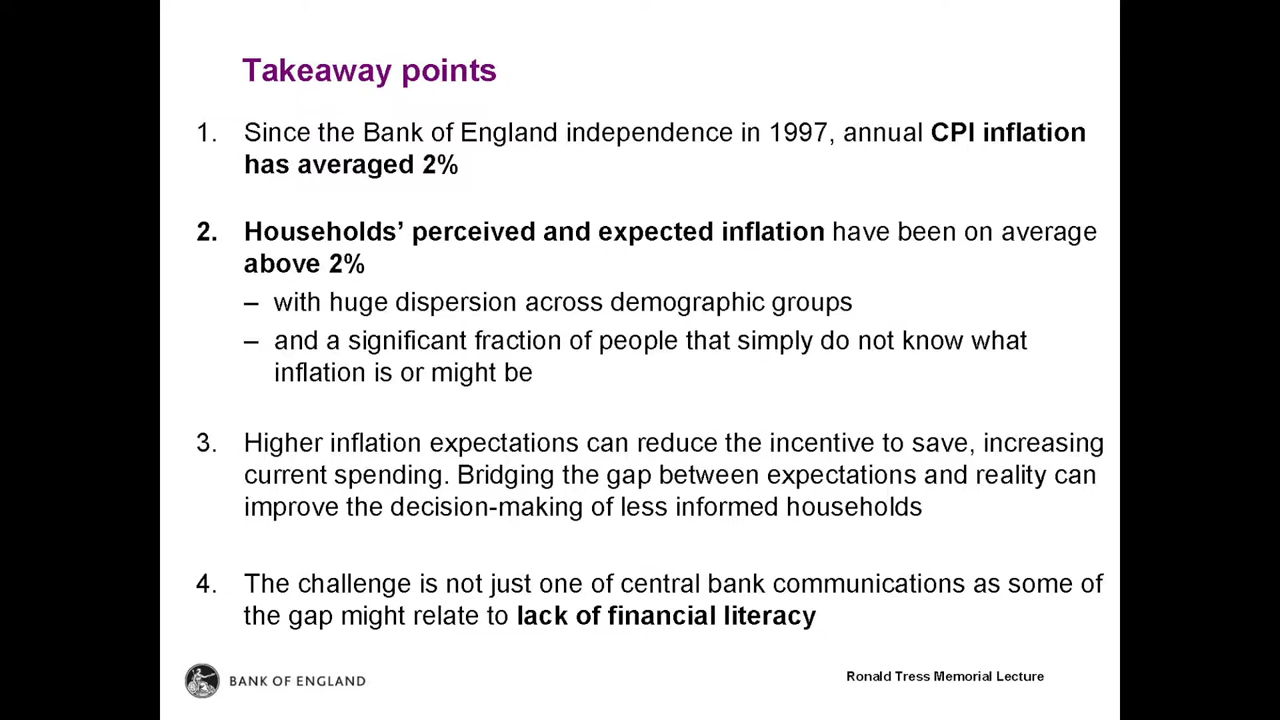 Takeaway points
1. Since the Bank of England independence in 1997, annual CPI inflation
has averaged 2%
2. Households' perceived and expected inflation have been on average
above 2%
– with huge dispersion across demographic groups
– and a significant fraction of people that simply do not know what
inflation is or might be
3. Higher inflation expectations can reduce the incentive to save, increasing
current spending. Bridging the gap between expectations and reality can
improve the decision-making of less informed households
4. The challenge is not just one of central bank communications as some of
the gap might relate to lack of financial literacy
BANK OF ENGLAND
Ronald Tress Memorial Lecture